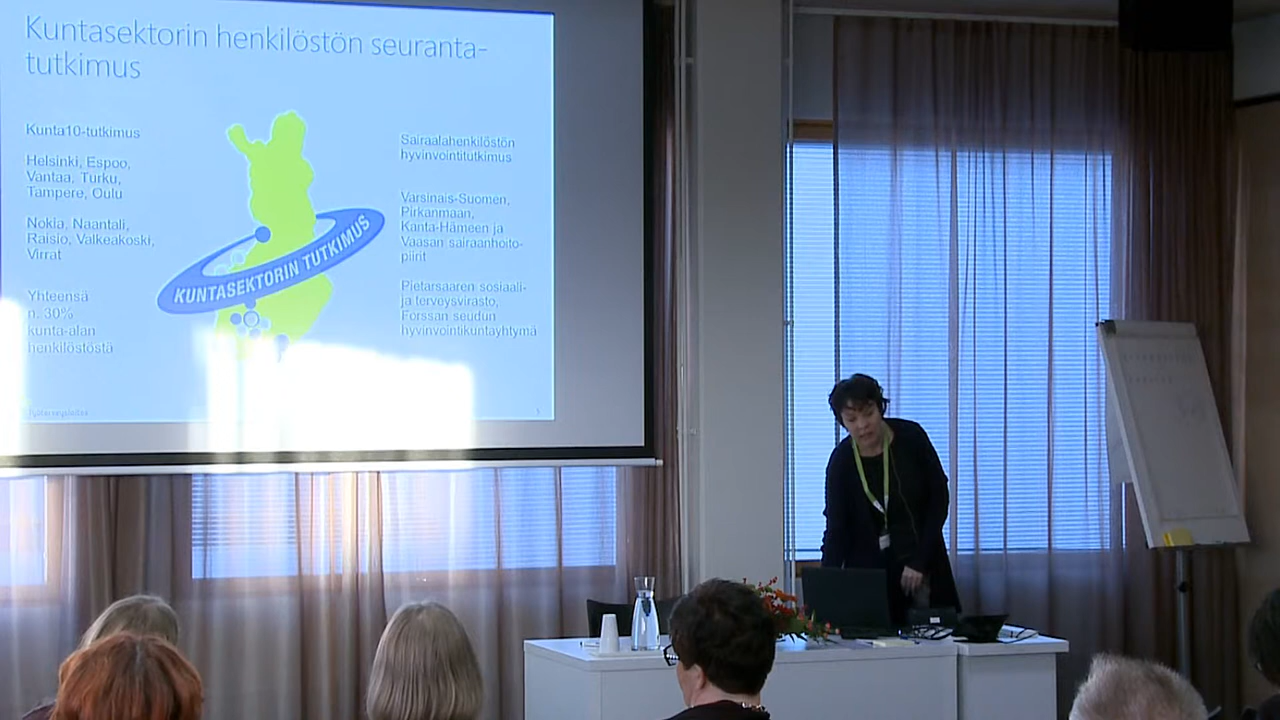 Kuntasektorin henkilöstön seuranta-
tutkimus
Kunta10-tutkimus
Helsinki, Espoo,
Vantaa, Turku,
Tampere, Oulu
Nokia, Naantali,
Raisio, Valkeakoski,
Virrat
Yhteensä
n. 30%
kunta-alan
henkilöstöstä
KUNTASEKTORIN TUTKIMUS
Sairaalahenkilöstön
hyvinvointitutkimus
Varsinais-Suomen,
Pirkanmaan,
Kanta-Hämeen ja
Vaasan sairaanhoito-
piirit
Pietarsaaren sosiaali-
ja terveysvirasto,
Forssan seudun
hyvinvointikuntayhtymä
Työterveyslaitos